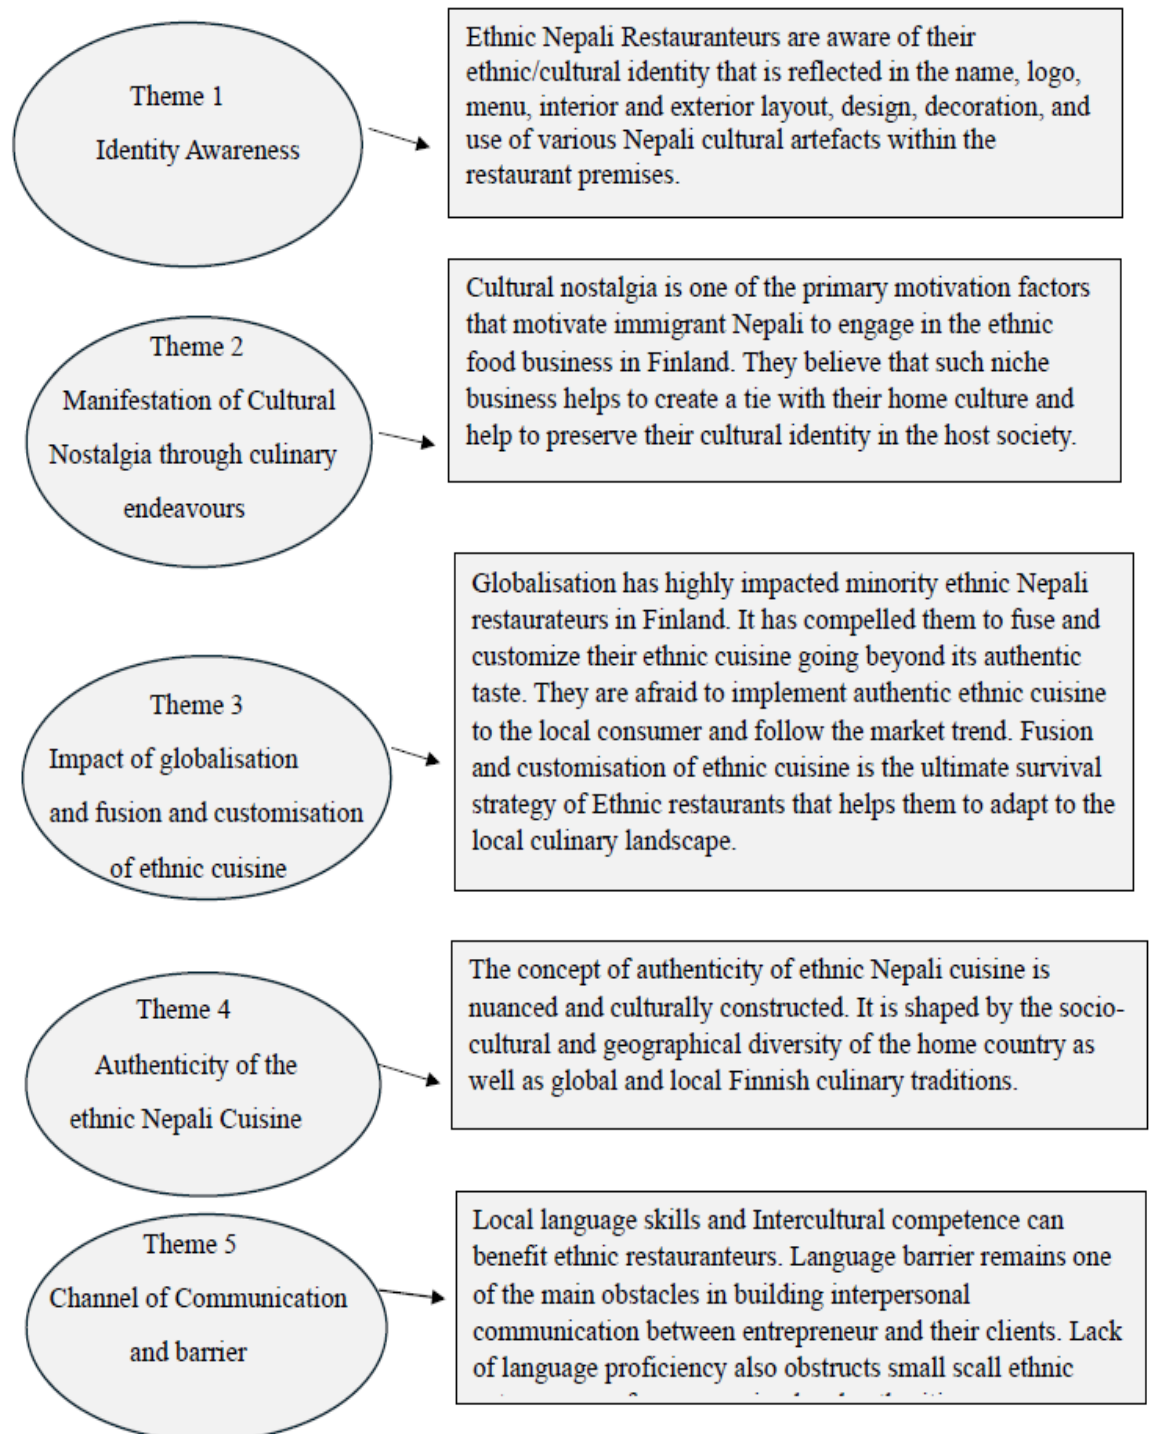 Theme 1
Identity Awareness
Ethnic Nepali Restauranteurs are aware of their
ethnic/cultural identity that is reflected in the name, logo,
menu, interior and exterior layout, design, decoration, and
use of various Nepali cultural artefacts within the
restaurant premises.
Theme 2
Manifestation of Cultural
Nostalgia through culinary
endeavours
Cultural nostalgia is one of the primary motivation factors
that motivate immigrant Nepali to engage in the ethnic
food business in Finland. They believe that such niche
business helps to create a tie with their home culture and
help to preserve their cultural identity in the host society.
Theme 3
Impact of globalisation
and fusion and customisation
of ethnic cuisine
Globalisation has highly impacted minority ethnic Nepali
restaurateurs in Finland. It has compelled them to fuse and
customize their ethnic cuisine going beyond its authentic
taste. They are afraid to implement authentic ethnic cuisine
to the local consumer and follow the market trend. Fusion
and customisation of ethnic cuisine is the ultimate survival
strategy of Ethnic restaurants that helps them to adapt to the
local culinary landscape.
Theme 4
Authenticity of the
ethnic Nepali Cuisine
The concept of authenticity of ethnic Nepali cuisine is
nuanced and culturally constructed. It is shaped by the socio-
cultural and geographical diversity of the home country as
well as global and local Finnish culinary traditions.
Theme 5
Channel of Communication
and barrier
Local language skills and Intercultural competence can
benefit ethnic restauranteurs. Language barrier remains one
of the main obstacles in building interpersonal
communication between entrepreneur and their clients. Lack
of language proficiency also obstructs small scall ethnic